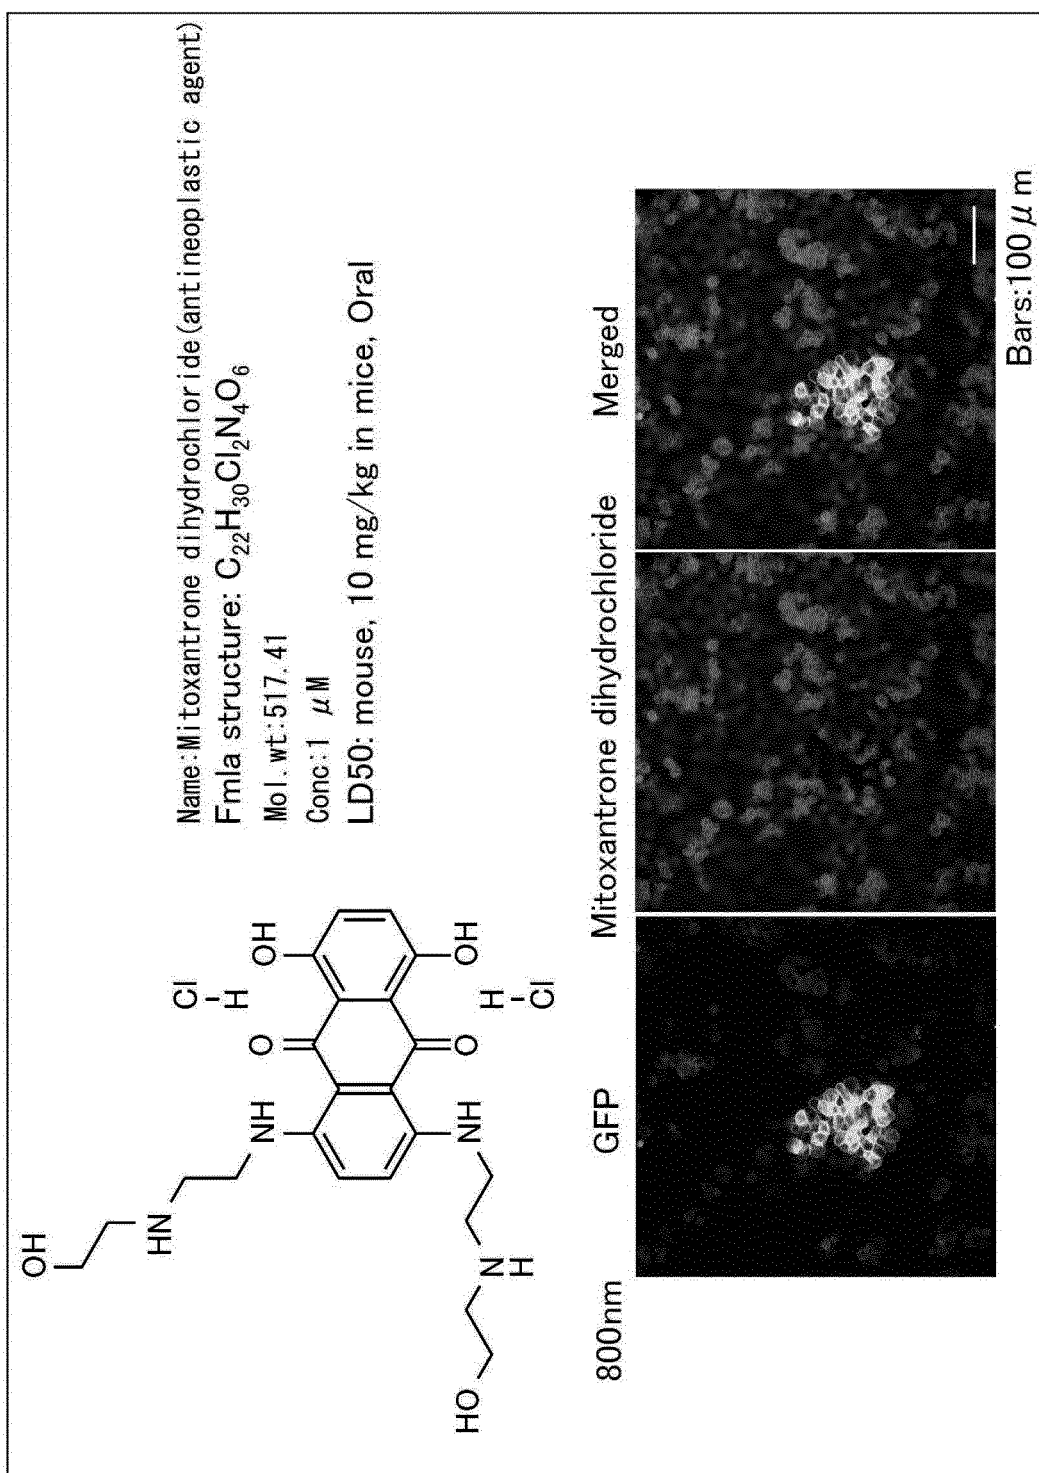 Name:Mitoxantrone dihydrochloride(antineoplastic agent)
Fmla structure: C22H30Cl2N4O6
Mol.wt:517.41
Conc:1 μM
LD50: mouse, 10 mg/kg in mice, Oral
OH
HN
NH
O
Cl
H
OH
HO
N
H
NH
O
H
Cl
OH
800nm
GFP
Mitoxantrone dihydrochloride
Merged
Bars:100μm